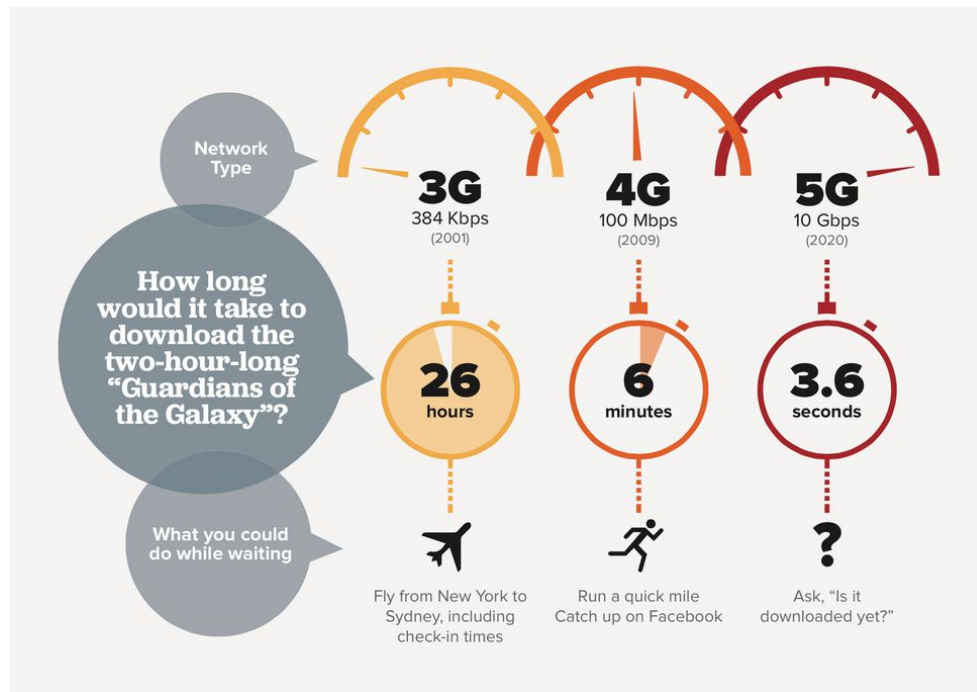 Network
Type
3G
384 Kbps
(2001)
4G
100 Mbps
(2009)
5G
10 Gbps
(2020)
How long
would it take to
download the
two-hour-long
“Guardians of
the Galaxy”?
26
hours
6
minutes
3.6
seconds
What you could
do while waiting
Fly from New York to
Sydney, including
check-in times
Run a quick mile
Catch up on Facebook
?
Ask, “Is it
downloaded yet?”